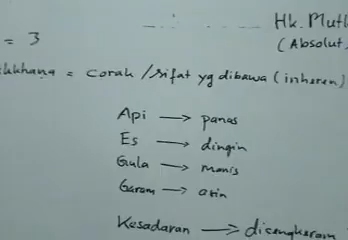 Hk. Mutl
= 3
(Absolut)
khana = corak / sifat yg dibawa (inheren)
Api → panas
Es → dingin
Gula → manis
Garam → asin
Kesadaran → dicengkeram